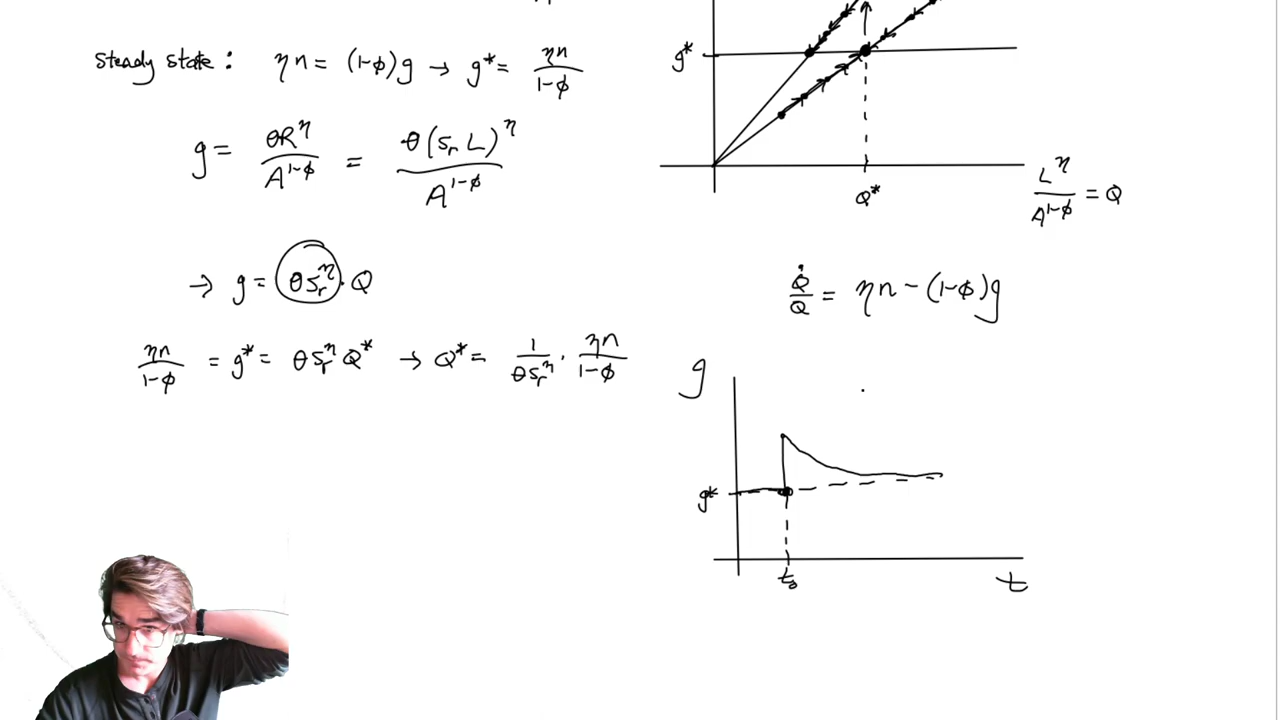 Steady state: ηn = (1-φ)g → g* = ηn/(1-φ)
g = θR^η/A^(1-φ) = θ(s_r L)^η/A^(1-φ)
→ g = θs_r^η · Q
ηn/(1-φ) = g* = θs_r^η Q* → Q* = 1/(θs_r^η) · ηn/(1-φ)
g*
Q*
L^η/A^(1-φ) = Q
Q̇/Q = ηn - (1-φ)g
g
g*
t₀
t